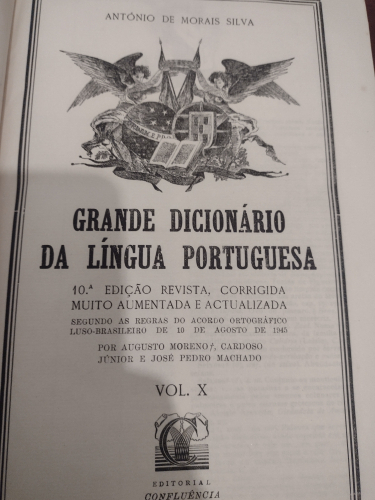 ANTÓNIO DE MORAIS SILVA
GRANDE DICIONÁRIO
DA LÍNGUA PORTUGUESA
10.ª EDIÇÃO REVISTA, CORRIGIDA
MUITO AUMENTADA E ACTUALIZADA
SEGUNDO AS REGRAS DO ACORDO ORTOGRÁFICO
LUSO-BRASILEIRO DE 10 DE AGOSTO DE 1945
POR AUGUSTO MORENO†, CARDOSO
JÚNIOR E JOSÉ PEDRO MACHADO
VOL. X
EDITORIAL
CONFLUÊNCIA